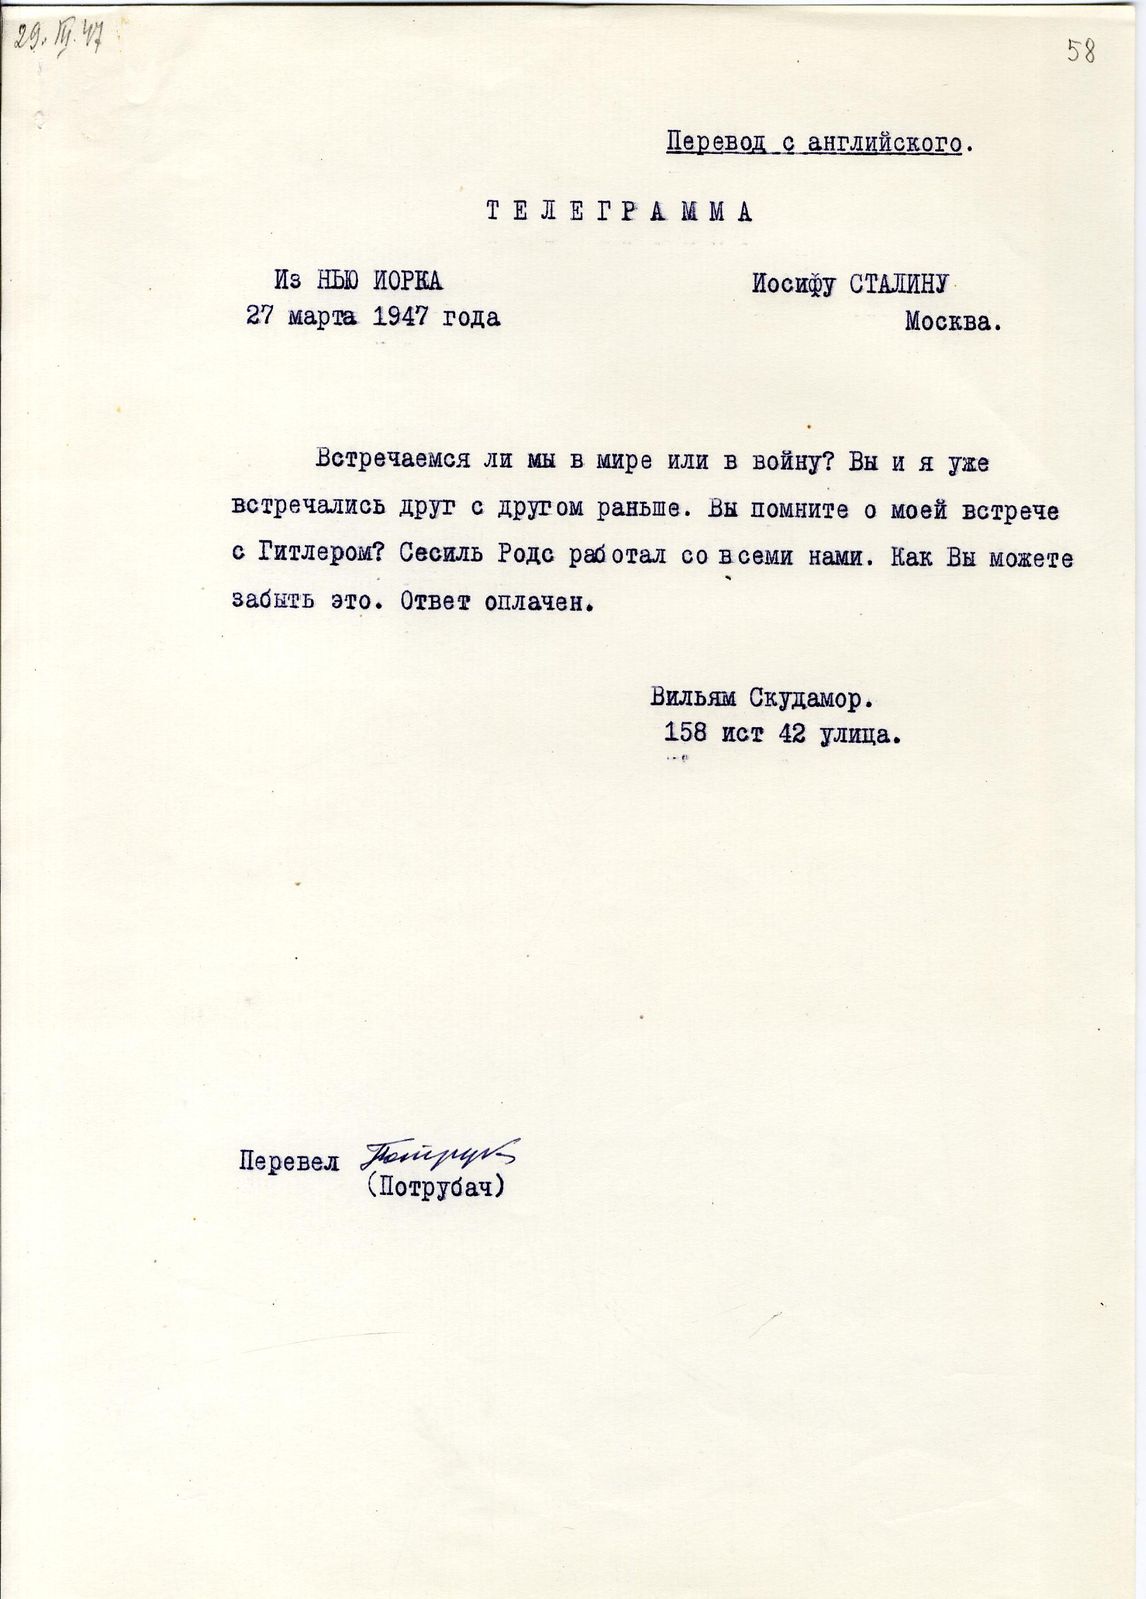 29.III.47
58
Перевод с английского.
ТЕЛЕГРАММА
Из НЬЮ ИОРКА
27 марта 1947 года
Иосифу СТАЛИНУ
Москва.
Встречаемся ли мы в мире или в войну? Вы и я уже
встречались друг с другом раньше. Вы помните о моей встрече
с Гитлером? Сесиль Родс работал со всеми нами. Как Вы можете
забыть это. Ответ оплачен.
Вильям Скудамор.
158 ист 42 улица.
Перевел
(Потрубач)